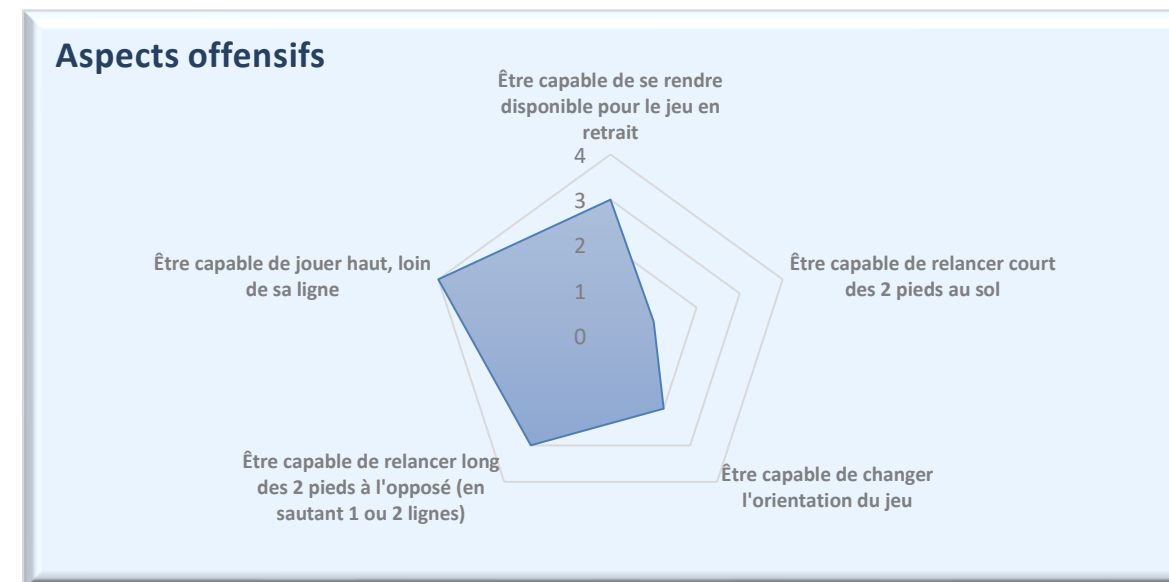 Aspects offensifs
Être capable de se rendre
disponible pour le jeu en
retrait
4
3
2
1
0
Être capable de relancer court
des 2 pieds au sol
Être capable de changer
l'orientation du jeu
Être capable de relancer long
des 2 pieds à l'opposé (en
sautant 1 ou 2 lignes)
Être capable de jouer haut, loin
de sa ligne